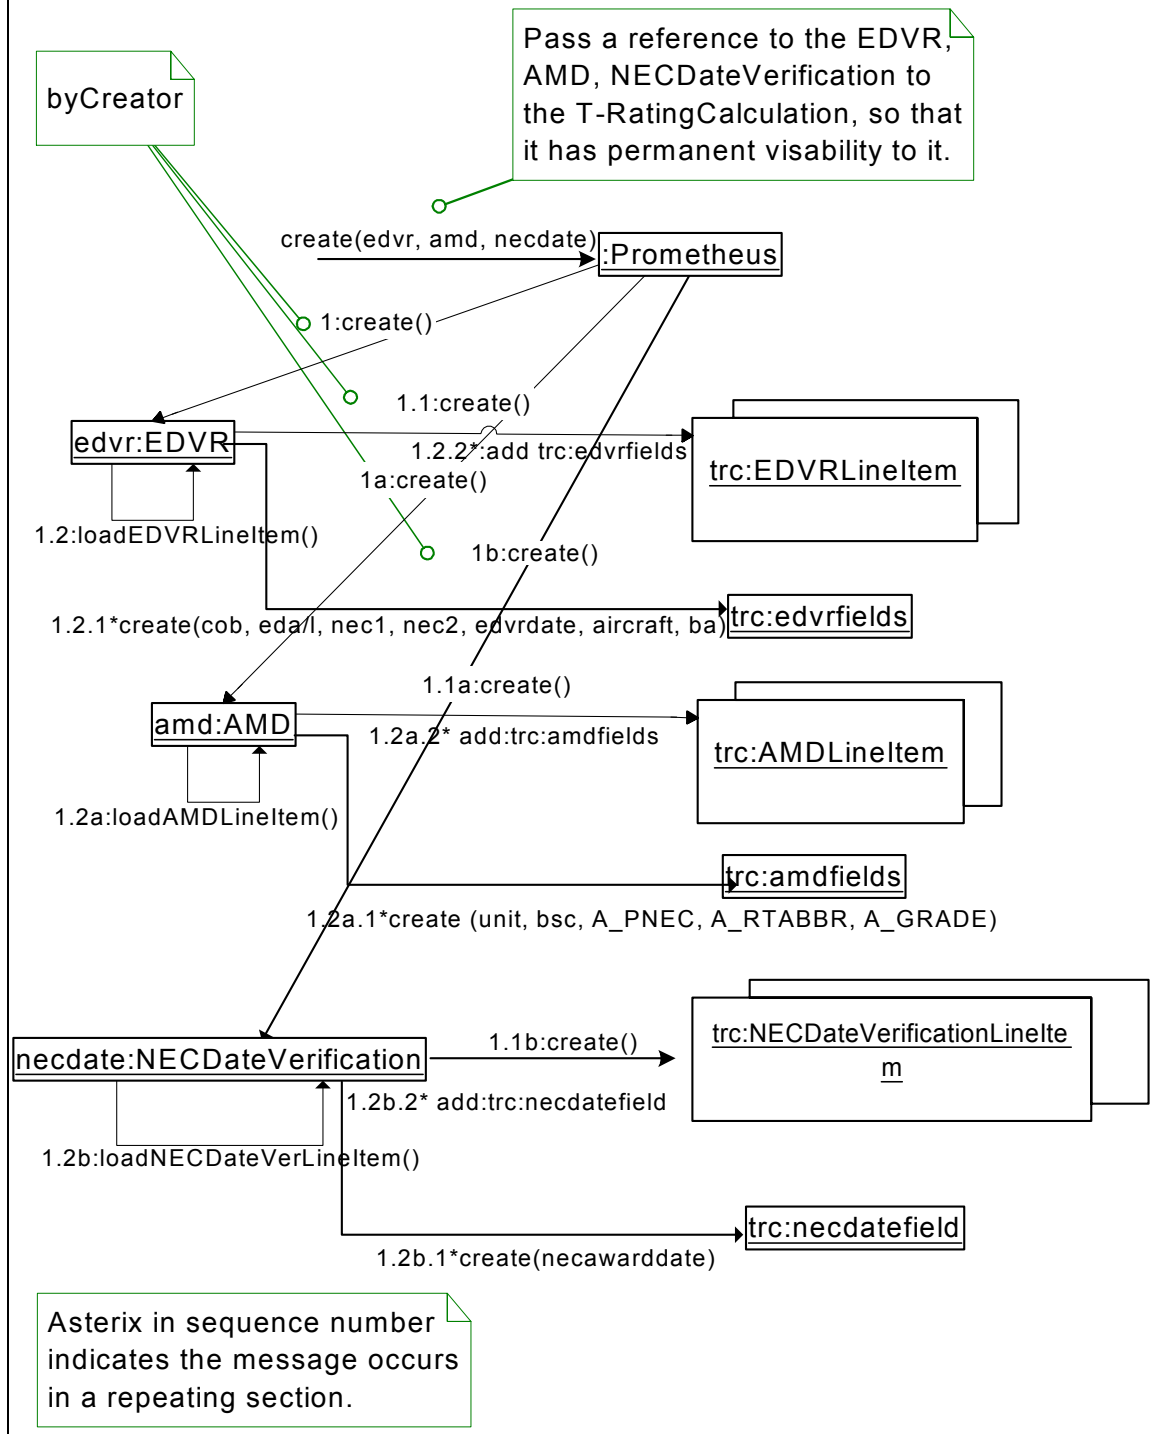 Pass a reference to the EDVR,
AMD, NECDateVerification to
the T-RatingCalculation, so that
it has permanent visability to it.
byCreator
create(edvr, amd, necdate)
:Prometheus
1:create()
1.1:create()
edvr:EDVR
1.2.2*:add trc:edvrfields
trc:EDVRLineItem
1a:create()
1.2:loadEDVRLineItem()
1b:create()
1.2.1*create(cob, eda/l, nec1, nec2, edvrdate, aircraft, ba)
trc:edvrfields
1.1a:create()
amd:AMD
1.2a.2* add:trc:amdfields
trc:AMDLineItem
1.2a:loadAMDLineItem()
trc:amdfields
1.2a.1*create (unit, bsc, A_PNEC, A_RTABBR, A_GRADE)
necdate:NECDateVerification
1.1b:create()
trc:NECDateVerificationLineIte
m
1.2b.2* add:trc:necdatefield
1.2b:loadNECDateVerLineItem()
trc:necdatefield
1.2b.1*create(necawarddate)
Asterix in sequence number
indicates the message occurs
in a repeating section.